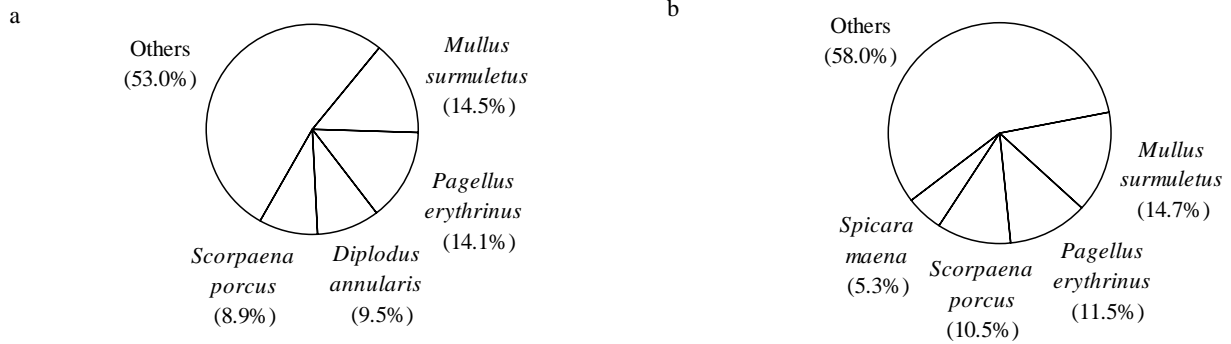 a
Others
(53.0%)
Mullus
surmuletus
(14.5%)
Pagellus
erythrinus
(14.1%)
Diplodus
annularis
(9.5%)
Scorpaena
porcus
(8.9%)
b
Others
(58.0%)
Mullus
surmuletus
(14.7%)
Pagellus
erythrinus
(11.5%)
Scorpaena
porcus
(10.5%)
Spicara
maena
(5.3%)